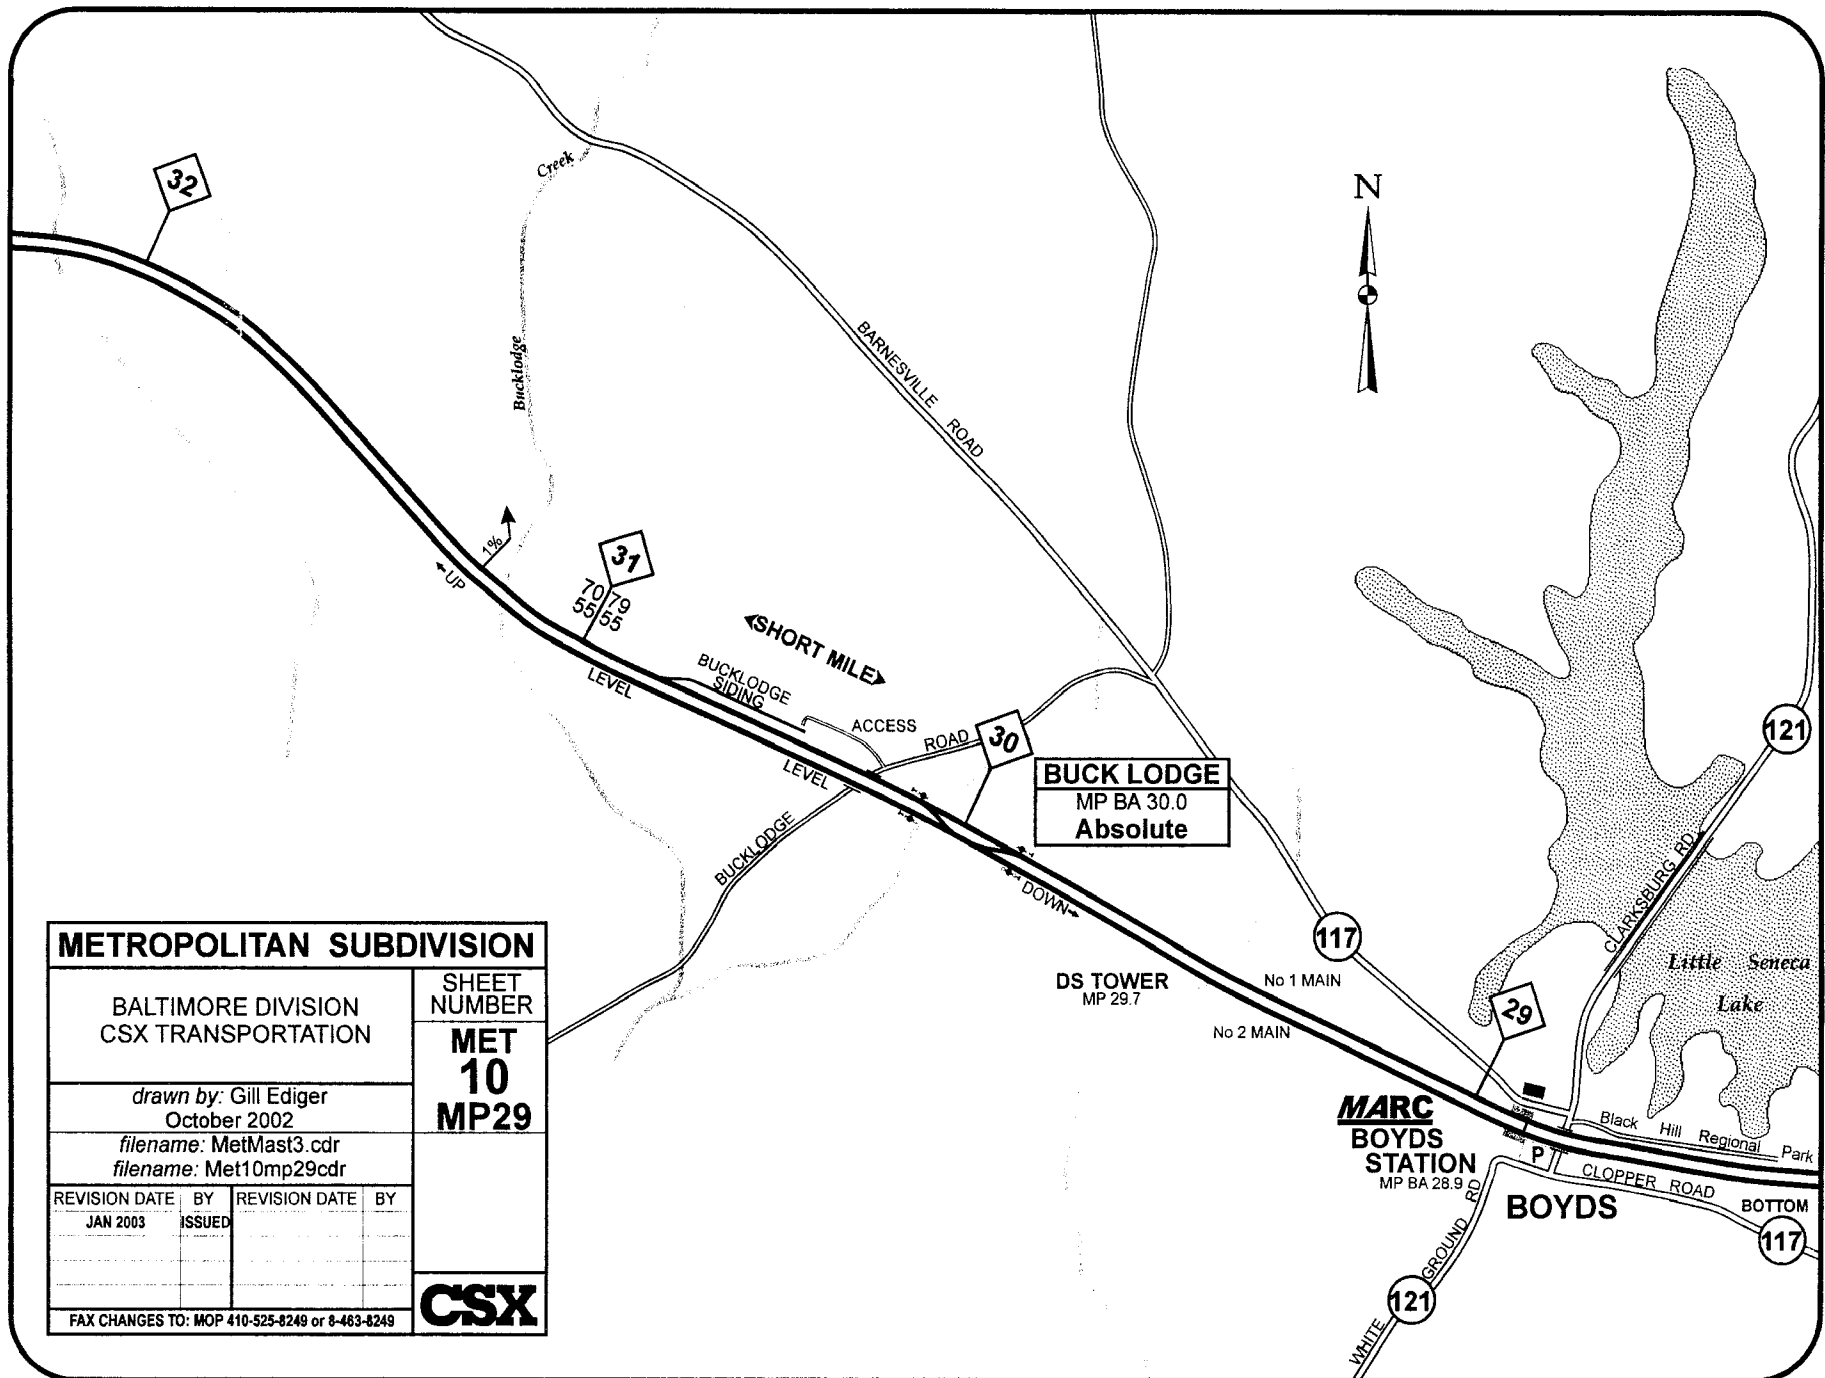 32
Creek
N
Bucklodge
BARNESVILLE ROAD
1%
UP
31
70 79
55 55
SHORT MILE
LEVEL
BUCKLODGE
SIDING
ACCESS
ROAD
30
121
LEVEL
BUCK LODGE
MP BA 30.0
Absolute
BUCKLODGE
DOWN
CLARKSBURG RD
117
Little Seneca
Lake
DS TOWER
MP 29.7
No 1 MAIN
No 2 MAIN
29
MARC
BOYDS
STATION
MP BA 28.9
P
Black Hill Regional Park
CLOPPER ROAD
BOYDS
BOTTOM
117
WHITE GROUND RD
121
METROPOLITAN SUBDIVISION
BALTIMORE DIVISION
CSX TRANSPORTATION
SHEET
NUMBER
MET
10
MP29
drawn by: Gill Ediger
October 2002
filename: MetMast3.cdr
filename: Met10mp29cdr
REVISION DATE BY REVISION DATE BY
JAN 2003 ISSUED
FAX CHANGES TO: MOP 410-525-8249 or 8-463-8249
CSX